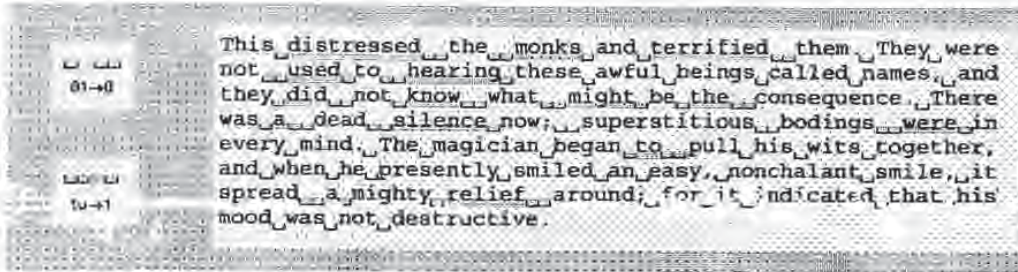 This distressed the monks and terrified them. They were
not used to hearing these awful beings called names, and
they did not know what might be the consequence. There
was a dead silence now; superstitious bodings were in
every mind. The magician began to pull his wits together,
and when he presently smiled an easy, nonchalant smile, it
spread a mighty relief around; for it indicated that his
mood was not destructive.
01→0
→1